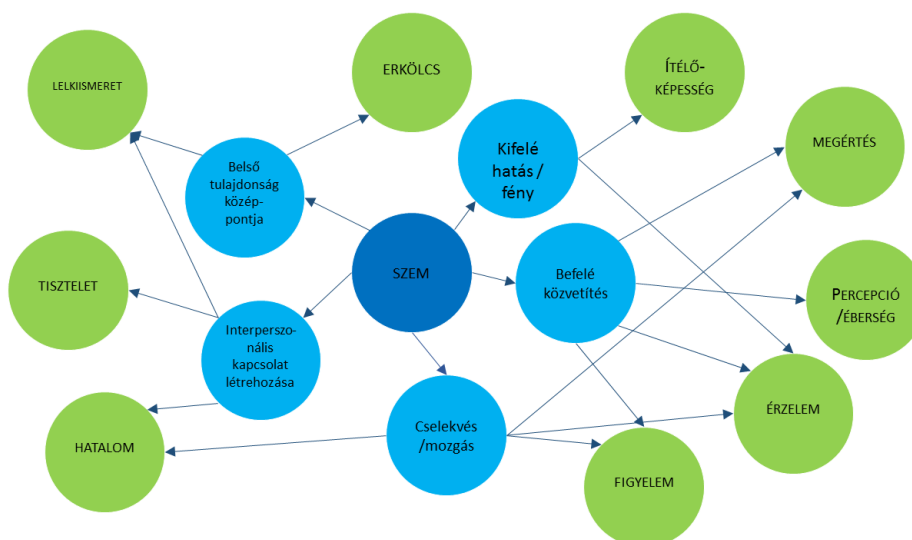 LELKIISMERET
ERKÖLCS
ÍTÉLŐ-
KÉPESSÉG
MEGÉRTÉS
Belső
tulajdonság
közép-
pontja
Kifelé
hatás /
fény
TISZTELET
SZEM
Befelé
közvetítés
PERCEPCIÓ
/ÉBERSÉG
Interperszo-
nális
kapcsolat
létrehozása
HATALOM
Cselekvés
/mozgás
ÉRZELEM
FIGYELEM